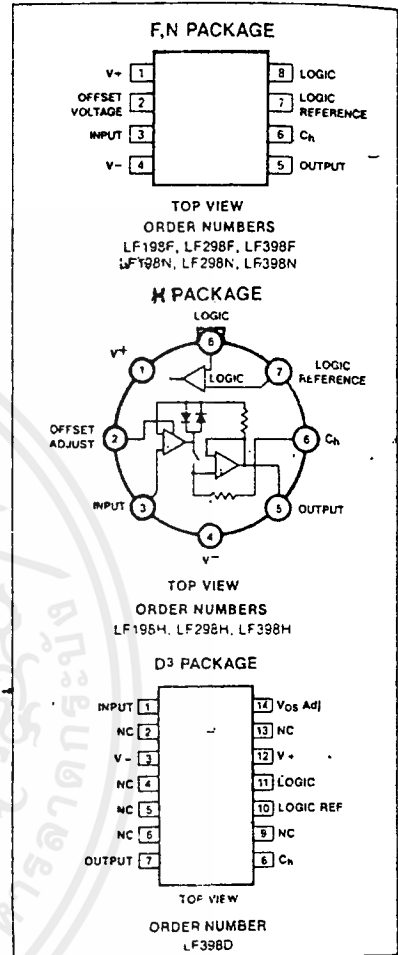 F,N PACKAGE
V+ 1
8 LOGIC
OFFSET VOLTAGE 2
7 LOGIC REFERENCE
INPUT 3
6 Ch
V− 4
5 OUTPUT
TOP VIEW
ORDER NUMBERS
LF198F, LF298F, LF398F
LF198N, LF298N, LF398N
H PACKAGE
LOGIC
8
V+
1
7
LOGIC
REFERENCE
LOGIC
OFFSET
ADJUST
2
6
Ch
INPUT
3
5
OUTPUT
4
V−
TOP VIEW
ORDER NUMBERS
LF198H, LF298H, LF398H
D3 PACKAGE
INPUT 1
14 VOS Adj
NC 2
13 NC
V− 3
12 V+
NC 4
11 LOGIC
NC 5
10 LOGIC REF
NC 6
9 NC
OUTPUT 7
8 Ch
TOP VIEW
ORDER NUMBER
LF398D